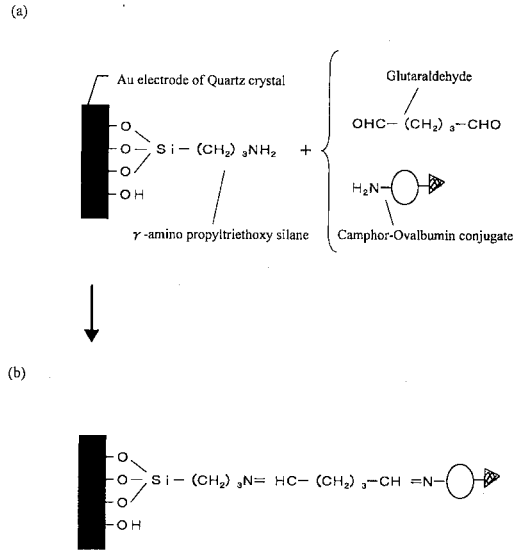 (a)
Au electrode of Quartz crystal
Glutaraldehyde
O
O
O
OH
Si—(CH₂)₃NH₂
+
OHC—(CH₂)₃—CHO
H₂N
γ-amino propyltriethoxy silane
Camphor-Ovalbumin conjugate
(b)
O
O
O
OH
Si—(CH₂)₃N= HC—(CH₂)₃—CH =N